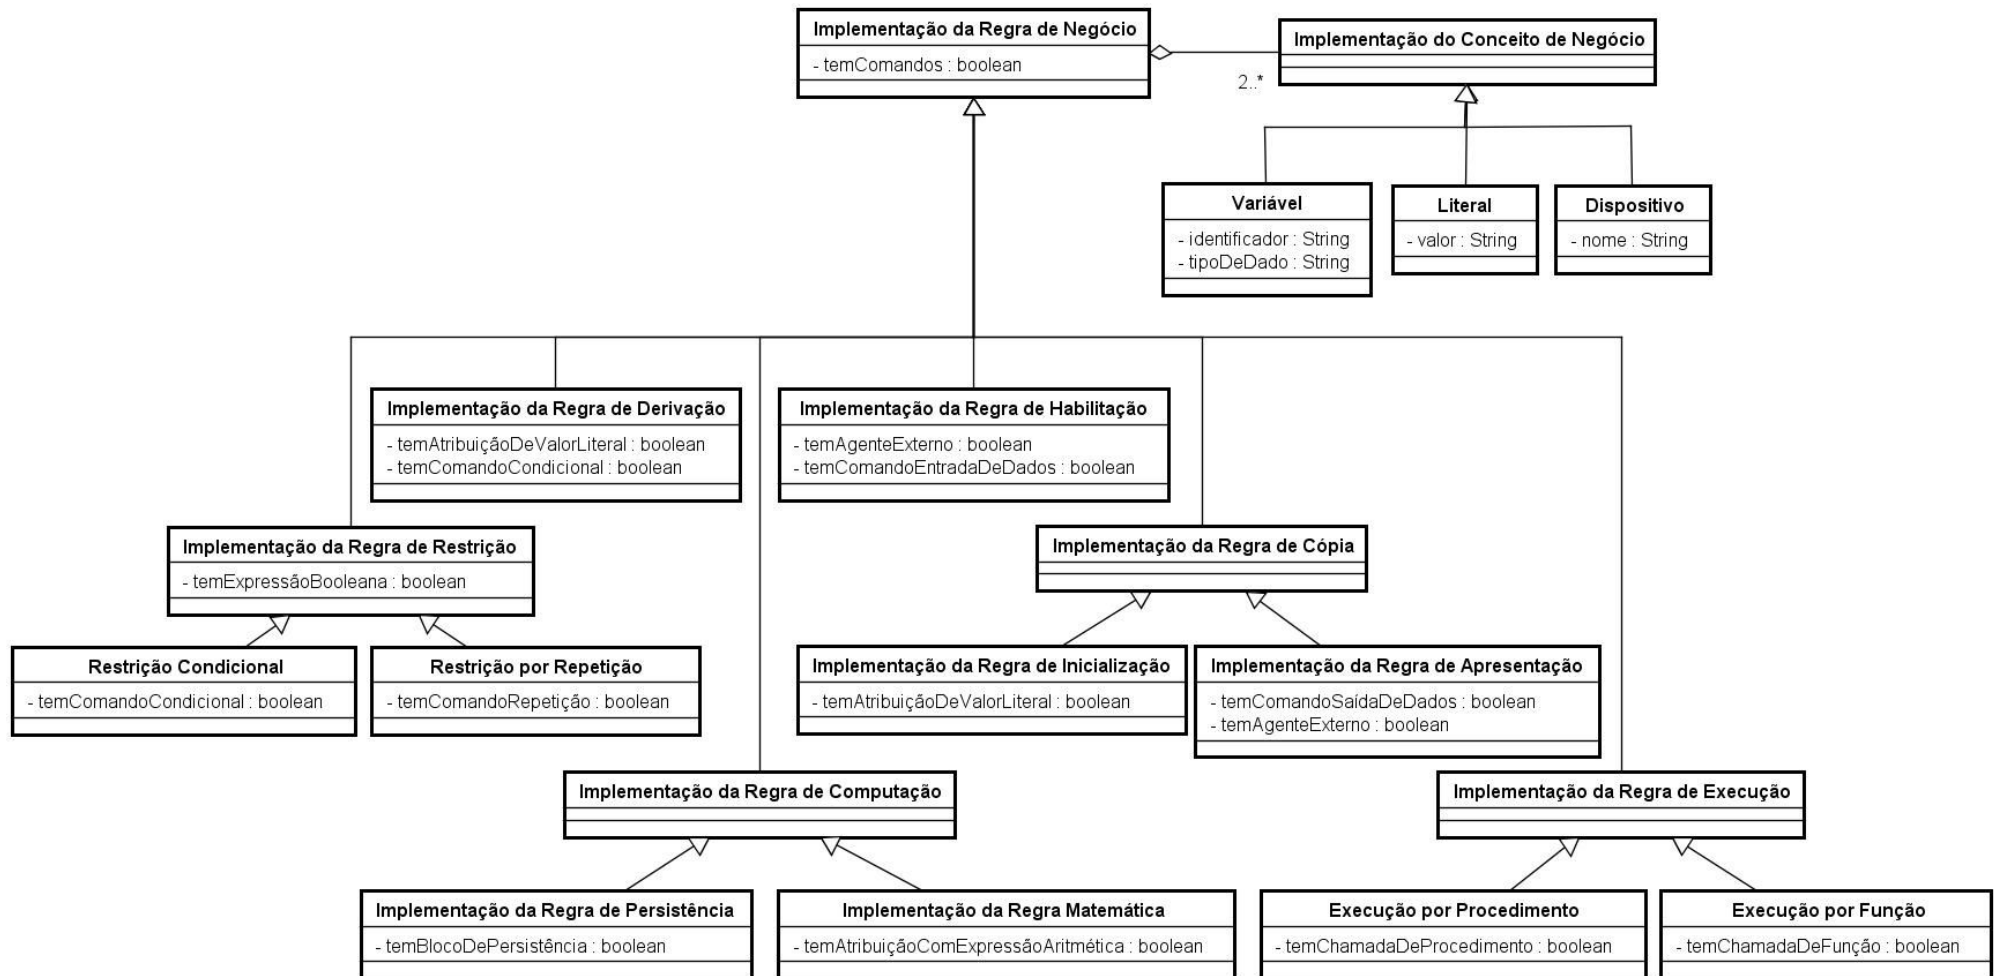 Implementação da Regra de Negócio
- temComandos : boolean
Implementação do Conceito de Negócio
2..*
Variável
- identificador : String
- tipoDeDado : String
Literal
- valor : String
Dispositivo
- nome : String
Implementação da Regra de Derivação
- temAtribuiçãoDeValorLiteral : boolean
- temComandoCondicional : boolean
Implementação da Regra de Habilitação
- temAgenteExterno : boolean
- temComandoEntradaDeDados : boolean
Implementação da Regra de Restrição
- temExpressãoBooleana : boolean
Implementação da Regra de Cópia
Restrição Condicional
- temComandoCondicional : boolean
Restrição por Repetição
- temComandoRepetição : boolean
Implementação da Regra de Inicialização
- temAtribuiçãoDeValorLiteral : boolean
Implementação da Regra de Apresentação
- temComandoSaídaDeDados : boolean
- temAgenteExterno : boolean
Implementação da Regra de Computação
Implementação da Regra de Execução
Implementação da Regra de Persistência
- temBlocoDePersistência : boolean
Implementação da Regra Matemática
- temAtribuiçãoComExpressãoAritmética : boolean
Execução por Procedimento
- temChamadaDeProcedimento : boolean
Execução por Função
- temChamadaDeFunção : boolean